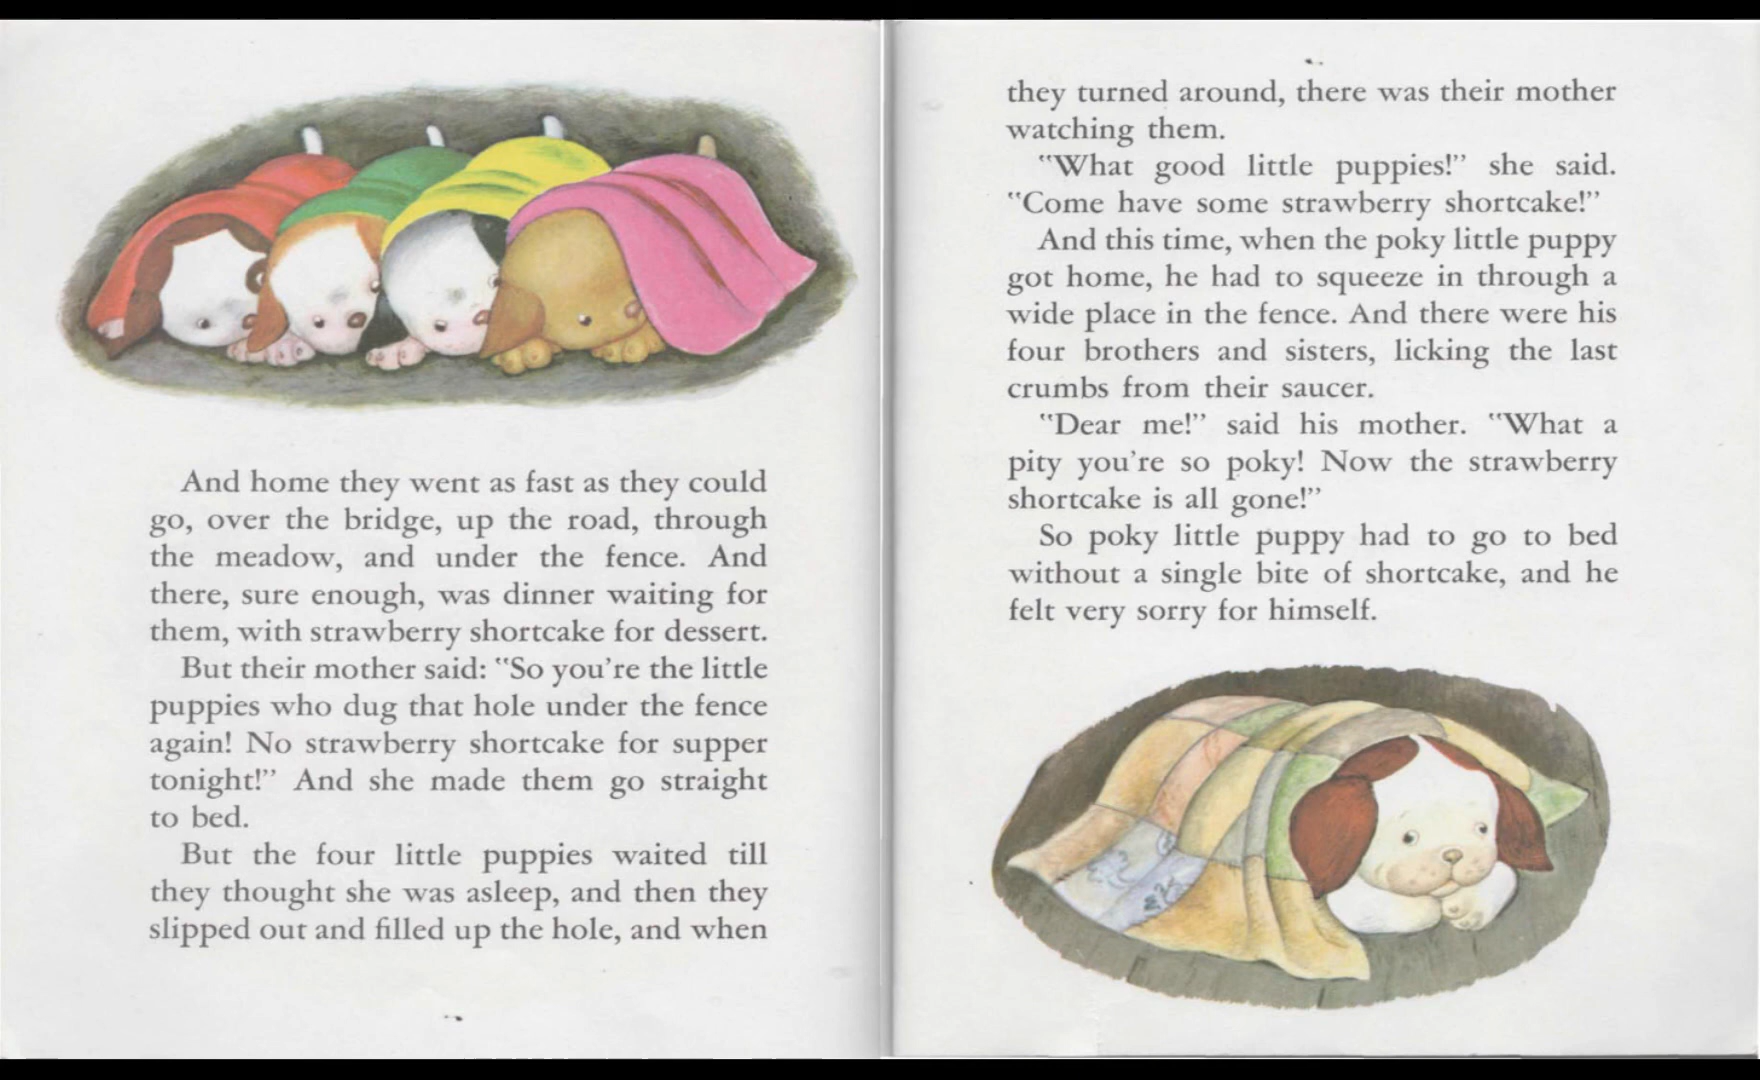 And home they went as fast as they could
go, over the bridge, up the road, through
the meadow, and under the fence. And
there, sure enough, was dinner waiting for
them, with strawberry shortcake for dessert.
But their mother said: "So you're the little
puppies who dug that hole under the fence
again! No strawberry shortcake for supper
tonight!" And she made them go straight
to bed.
But the four little puppies waited till
they thought she was asleep, and then they
slipped out and filled up the hole, and when
they turned around, there was their mother
watching them.
"What good little puppies!" she said.
"Come have some strawberry shortcake!"
And this time, when the poky little puppy
got home, he had to squeeze in through a
wide place in the fence. And there were his
four brothers and sisters, licking the last
crumbs from their saucer.
"Dear me!" said his mother. "What a
pity you're so poky! Now the strawberry
shortcake is all gone!"
So poky little puppy had to go to bed
without a single bite of shortcake, and he
felt very sorry for himself.